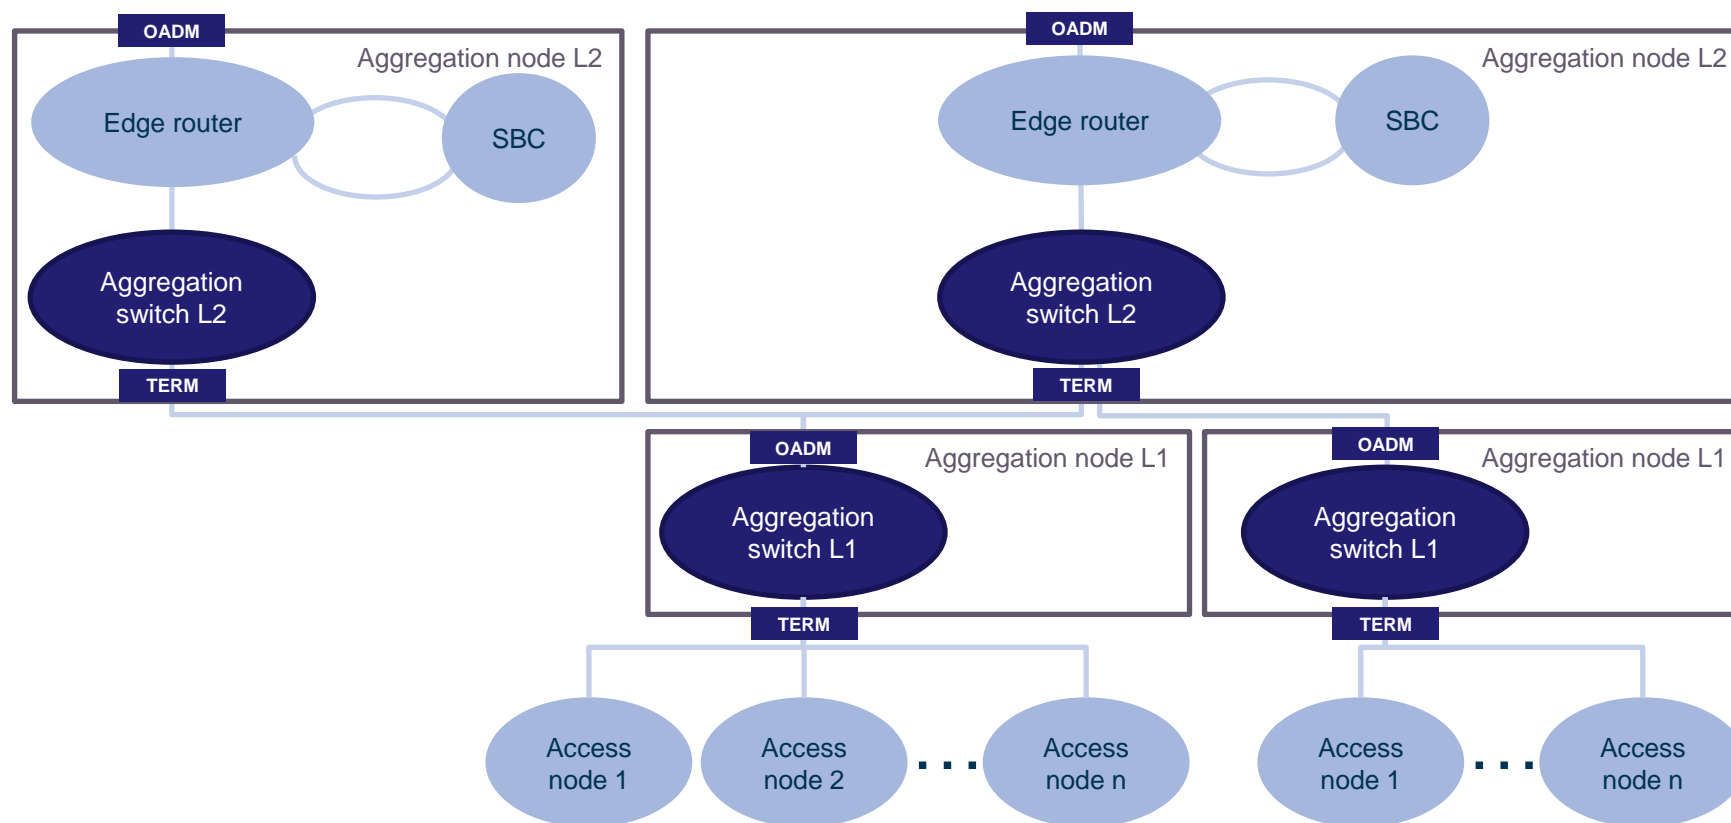 OADM
Aggregation node L2
Edge router
SBC
Aggregation
switch L2
TERM
OADM
Aggregation node L2
Edge router
SBC
Aggregation
switch L2
TERM
OADM
Aggregation node L1
Aggregation
switch L1
TERM
OADM
Aggregation node L1
Aggregation
switch L1
TERM
Access
node 1
Access
node 2
. . .
Access
node n
Access
node 1
. . .
Access
node n